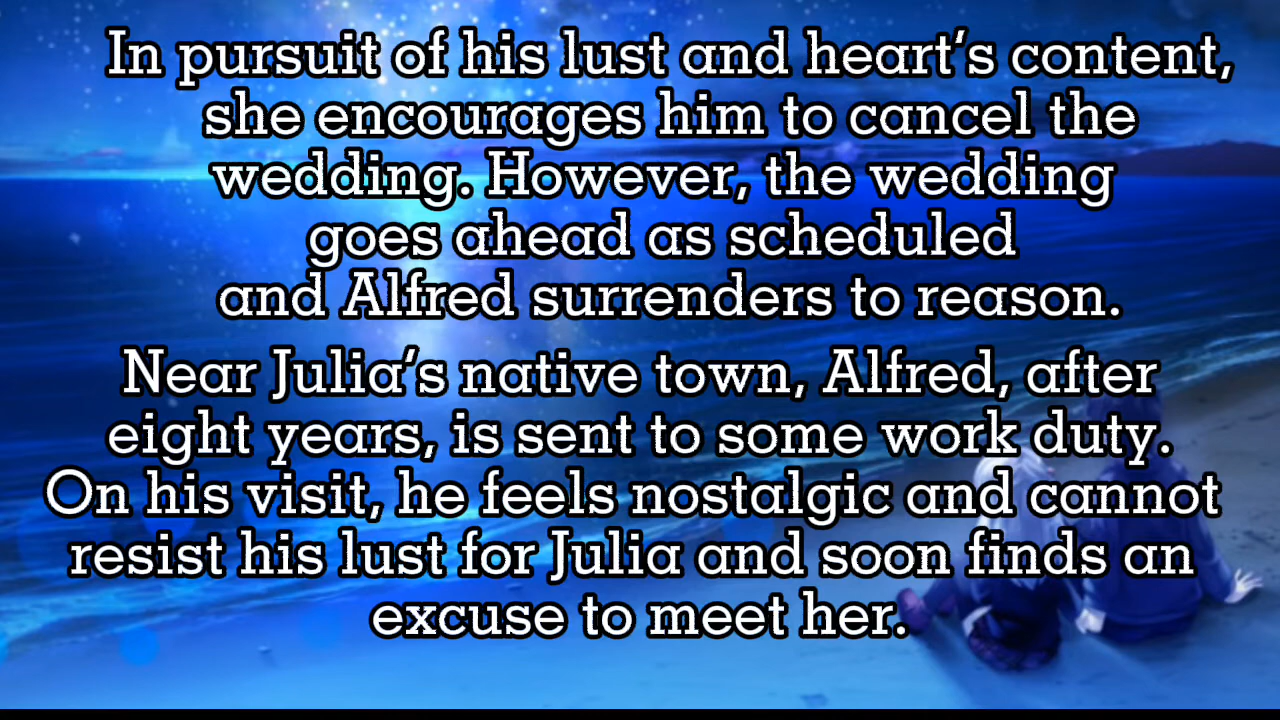 In pursuit of his lust and heart’s content,
she encourages him to cancel the
wedding. However, the wedding
goes ahead as scheduled
and Alfred surrenders to reason.
Near Julia’s native town, Alfred, after
eight years, is sent to some work duty.
On his visit, he feels nostalgic and cannot
resist his lust for Julia and soon finds an
excuse to meet her.